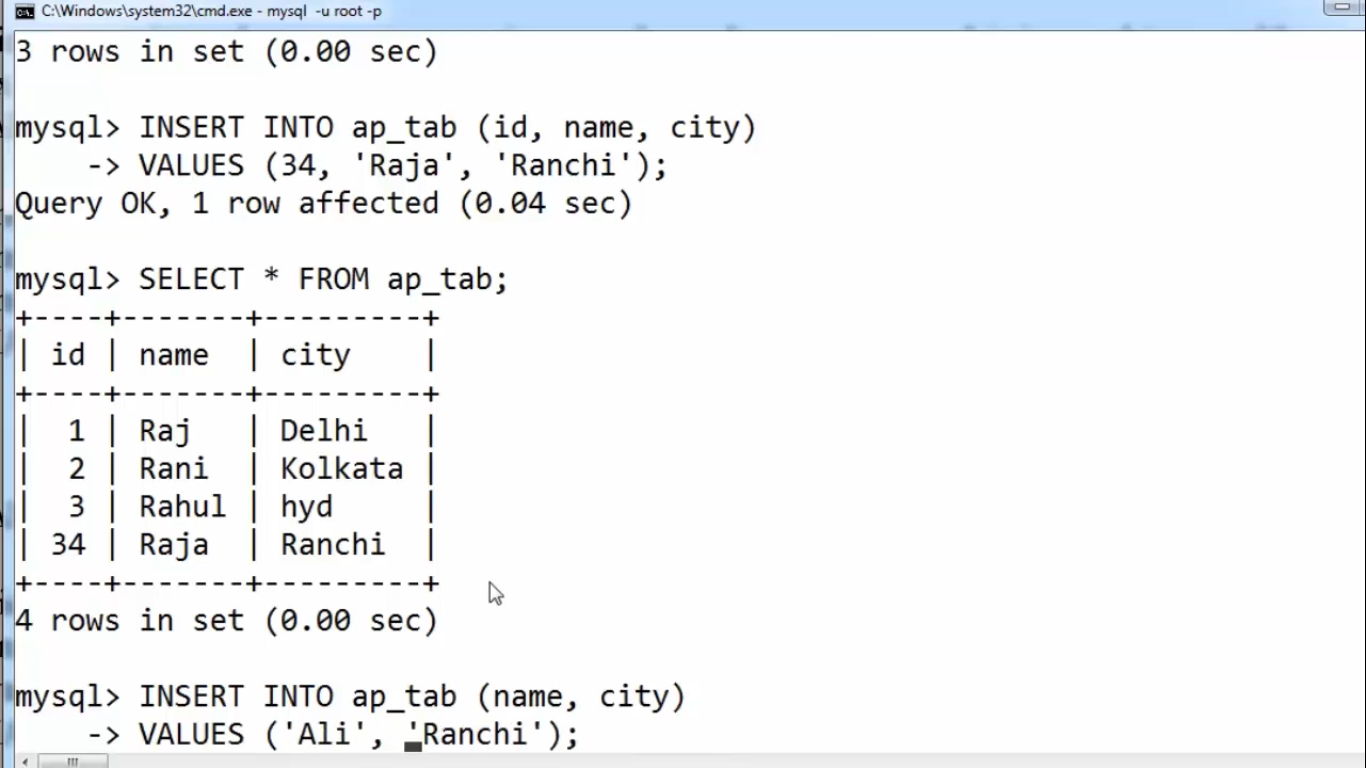 C:\Windows\system32\cmd.exe - mysql  -u root -p
3 rows in set (0.00 sec)
mysql> INSERT INTO ap_tab (id, name, city)
    -> VALUES (34, 'Raja', 'Ranchi');
Query OK, 1 row affected (0.04 sec)
mysql> SELECT * FROM ap_tab;
+----+-------+---------+
| id | name  | city    |
+----+-------+---------+
|  1 | Raj   | Delhi   |
|  2 | Rani  | Kolkata |
|  3 | Rahul | hyd     |
| 34 | Raja  | Ranchi  |
+----+-------+---------+
4 rows in set (0.00 sec)
mysql> INSERT INTO ap_tab (name, city)
    -> VALUES ('Ali', 'Ranchi');